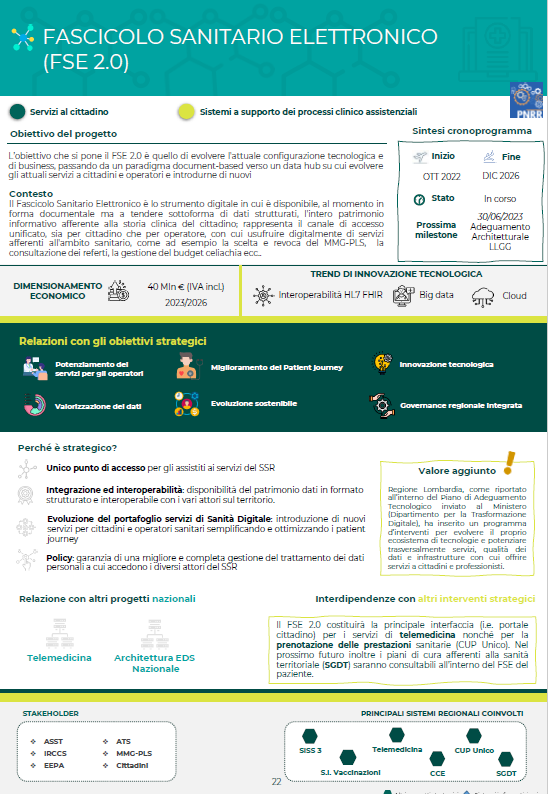 FASCICOLO SANITARIO ELETTRONICO
(FSE 2.0)
PNRR
Servizi al cittadino
Sistemi a supporto dei processi clinico assistenziali
Obiettivo del progetto
L'obiettivo che si pone il FSE 2.0 è quello di evolvere l'attuale configurazione tecnologica e
di business, passando da un paradigma document-based verso un data hub su cui evolvere
gli attuali servizi a cittadini e operatori e introdurne di nuovi
Contesto
Il Fascicolo Sanitario Elettronico è lo strumento digitale in cui è disponibile, al momento in
forma documentale ma a tendere sottoforma di dati strutturati, l'intero patrimonio
informativo afferente alla storia clinica del cittadino; rappresenta il canale di accesso
unificato, sia per cittadino che per operatore, con cui usufruire digitalmente di servizi
afferenti all'ambito sanitario, come ad esempio la scelta e revoca del MMG-PLS, la
consultazione dei referti, la gestione del budget celiachia ecc..
Sintesi cronoprogramma
Inizio
Fine
OTT 2022
DIC 2026
Stato
In corso
Prossima
milestone
30/06/2023
Adeguamento
Architetturale
LLGG
DIMENSIONAMENTO
ECONOMICO
40 Mln € (IVA incl.)
2023/2026
TREND DI INNOVAZIONE TECNOLOGICA
Interoperabilità HL7 FHIR
Big data
Cloud
Relazioni con gli obiettivi strategici
Potenziamento dei
servizi per gli operatori
Miglioramento del Patient journey
Innovazione tecnologica
Valorizzazione dei dati
Evoluzione sostenibile
Governance regionale integrata
Perché è strategico?
Unico punto di accesso per gli assistiti ai servizi del SSR
Integrazione ed interoperabilità: disponibilità del patrimonio dati in formato
strutturato e interoperabile con i vari attori sul territorio.
Evoluzione del portafoglio servizi di Sanità Digitale: introduzione di nuovi
servizi per cittadini e operatori sanitari semplificando e ottimizzando i patient
journey
Policy: garanzia di una migliore e completa gestione del trattamento dei dati
personali a cui accedono i diversi attori del SSR
Valore aggiunto
Regione Lombardia, come riportato
all'interno del Piano di Adeguamento
Tecnologico inviato al Ministero
(Dipartimento per la Trasformazione
Digitale), ha inserito un programma
d'interventi per evolvere il proprio
ecosistema di tecnologie e potenziare
trasversalmente servizi, qualità dei
dati e infrastrutture con cui offrire
servizi a cittadini e professionisti.
Relazione con altri progetti nazionali
Telemedicina
Architettura EDS
Nazionale
Interdipendenze con altri interventi strategici
Il FSE 2.0 costituirà la principale interfaccia (i.e. portale
cittadino) per i servizi di telemedicina nonché per la
prenotazione delle prestazioni sanitarie (CUP Unico). Nel
prossimo futuro inoltre i piani di cura afferenti alla sanità
territoriale (SGDT) saranno consultabili all'interno del FSE del
paziente.
STAKEHOLDER
ASST
IRCCS
EEPA
ATS
MMG-PLS
Cittadini
PRINCIPALI SISTEMI REGIONALI COINVOLTI
SISS 3
Telemedicina
CUP Unico
S.I. Vaccinazioni
CCE
SGDT
22